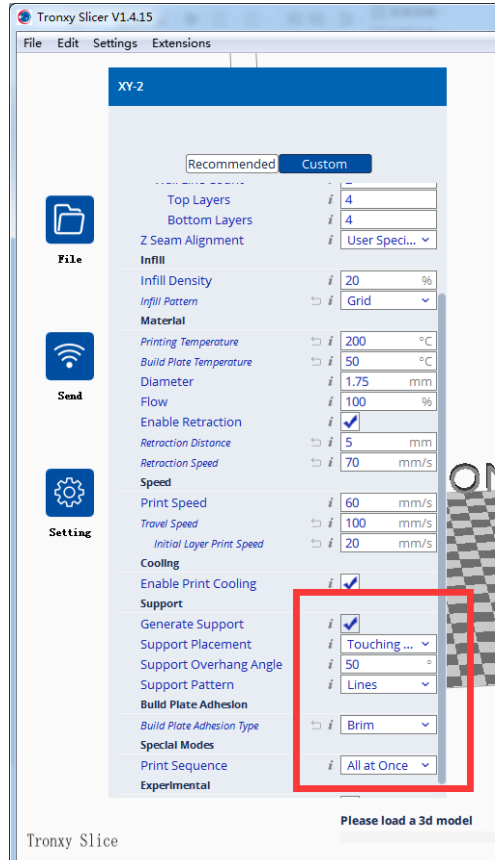 Tronxy Slicer V1.4.15
File Edit Settings Extensions
XY-2
Recommended Custom
Top Layers i 4
Bottom Layers i 4
Z Seam Alignment i User Speci...
Infill
Infill Density i 20 %
Infill Pattern i Grid
Material
Printing Temperature i 200 °C
Build Plate Temperature i 50 °C
Diameter i 1.75 mm
Flow i 100 %
Enable Retraction i
Retraction Distance i 5 mm
Retraction Speed i 70 mm/s
Speed
Print Speed i 60 mm/s
Travel Speed i 100 mm/s
Initial Layer Print Speed i 20 mm/s
Cooling
Enable Print Cooling i
Support
Generate Support i
Support Placement i Touching ...
Support Overhang Angle i 50 °
Support Pattern i Lines
Build Plate Adhesion
Build Plate Adhesion Type i Brim
Special Modes
Print Sequence i All at Once
Experimental
File
Send
Setting
ON
Please load a 3d model
Tronxy Slice